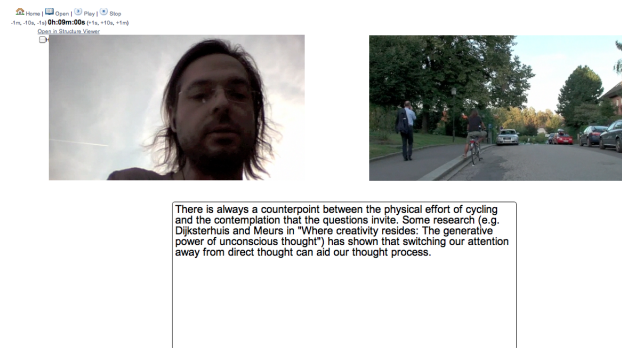 Home | Open | Play | Stop
-1m, -10s, -1s) 0h:09m:00s (+1s, +10s, +1m)
Open in Structure Viewer
There is always a counterpoint between the physical effort of cycling
and the contemplation that the questions invite. Some research (e.g.
Dijksterhuis and Meurs in "Where creativity resides: The generative
power of unconscious thought") has shown that switching our attention
away from direct thought can aid our thought process.